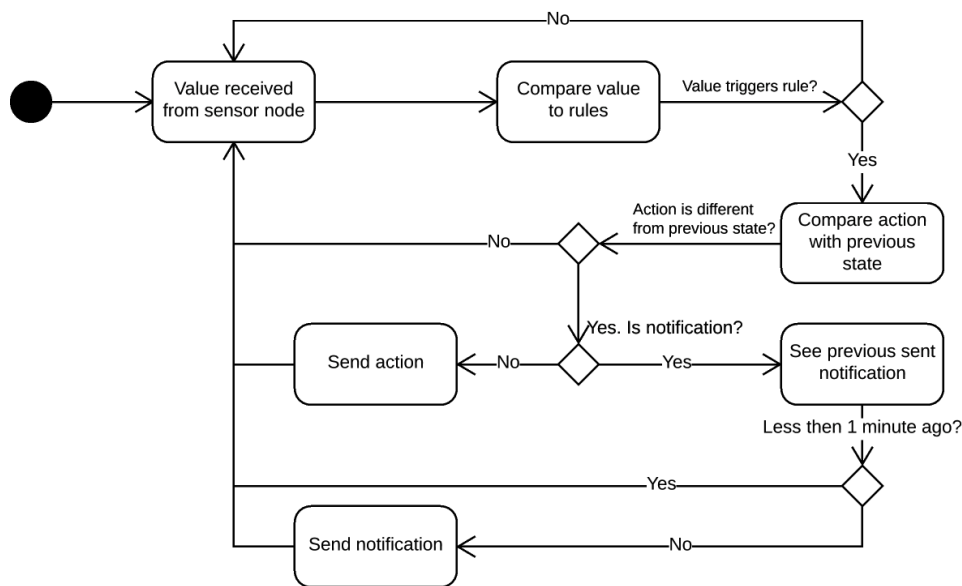 No
Value received
from sensor node
Compare value
to rules
Value triggers rule?
Yes
Action is different
from previous state?
Compare action
with previous
state
No
Yes. Is notification?
Send action
No
Yes
See previous sent
notification
Less then 1 minute ago?
Yes
Send notification
No